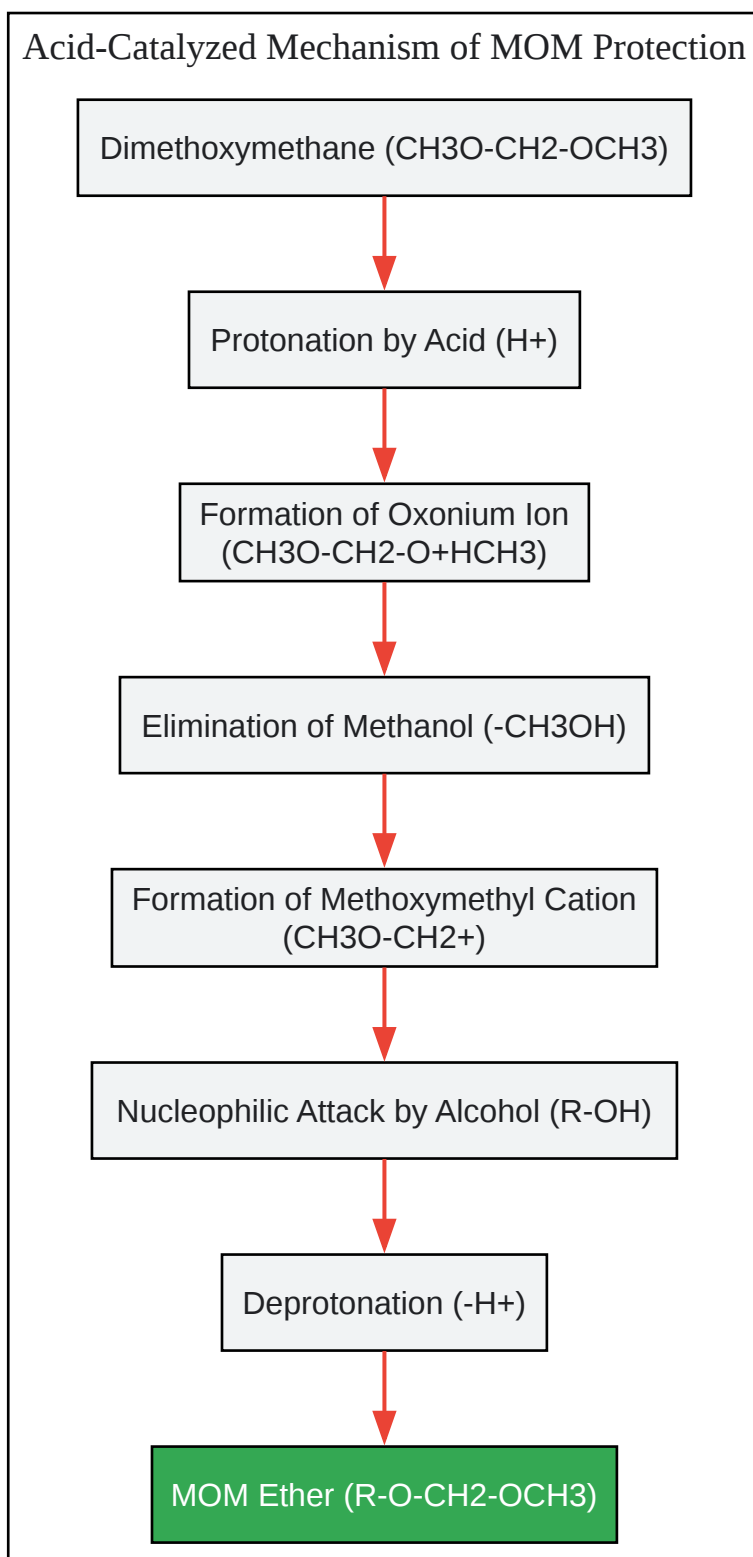 Acid-Catalyzed Mechanism of MOM Protection
Dimethoxymethane (CH3O-CH2-OCH3)
Protonation by Acid (H+)
Formation of Oxonium Ion
(CH3O-CH2-O+HCH3)
Elimination of Methanol (-CH3OH)
Formation of Methoxymethyl Cation
(CH3O-CH2+)
Nucleophilic Attack by Alcohol (R-OH)
Deprotonation (-H+)
MOM Ether (R-O-CH2-OCH3)